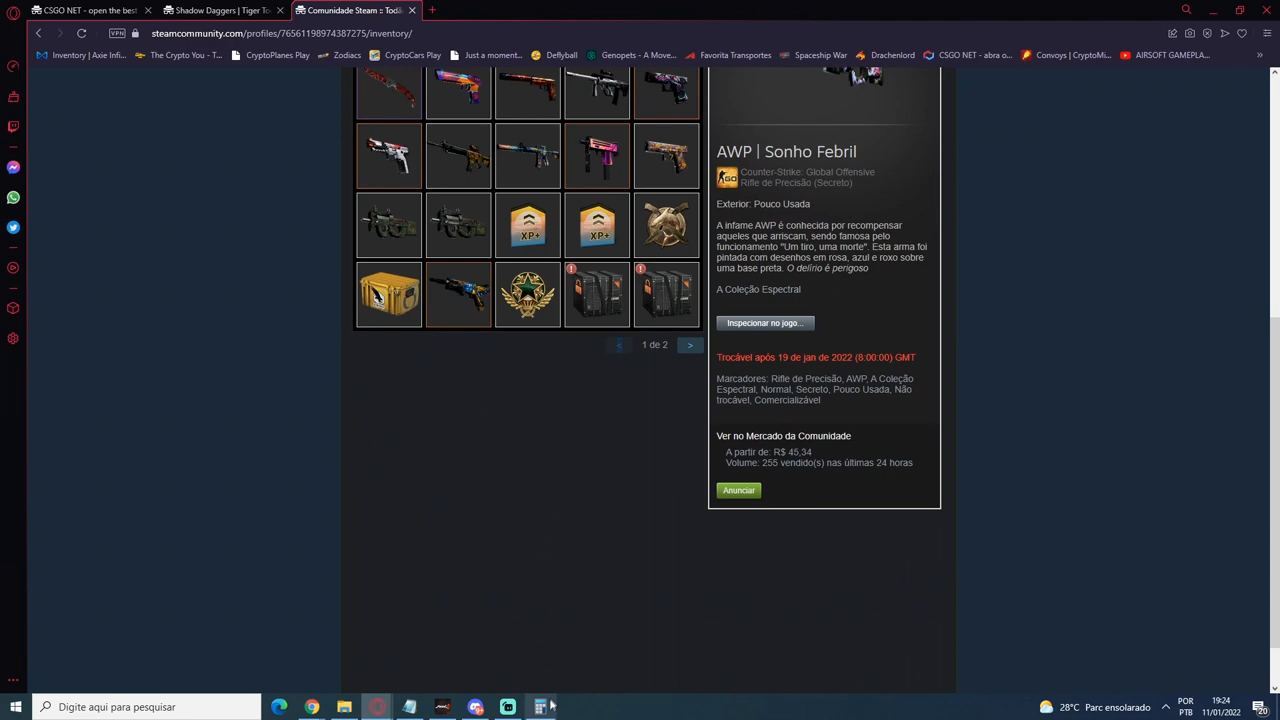 CSGO NET - open the best
Shadow Daggers | Tiger To
Comunidade Steam :: Tod
VPN
steamcommunity.com/profiles/76561198974387275/inventory/
Inventory | Axie Infi...
The Crypto You - T...
CryptoPlanes Play
Zodiacs
CryptoCars Play
Just a moment...
Deflyball
Genopets - A Move...
Favorita Transportes
Spaceship War
Drachenlord
CSGO NET - abra o...
Convoys | CryptoMi...
AIRSOFT GAMEPLA...
XP+
XP+
1 de 2
AWP | Sonho Febril
Counter-Strike: Global Offensive
Rifle de Precisão (Secreto)
Exterior: Pouco Usada
A infame AWP é conhecida por recompensar
aqueles que arriscam, sendo famosa pelo
funcionamento "Um tiro, uma morte". Esta arma foi
pintada com desenhos em rosa, azul e roxo sobre
uma base preta. O delírio é perigoso
A Coleção Espectral
Inspecionar no jogo...
Trocável após 19 de jan de 2022 (8:00:00) GMT
Marcadores: Rifle de Precisão, AWP, A Coleção
Espectral, Normal, Secreto, Pouco Usada, Não
trocável, Comercializável
Ver no Mercado da Comunidade
A partir de: R$ 45,34
Volume: 255 vendido(s) nas últimas 24 horas
Anunciar
Digite aqui para pesquisar
28°C Parc ensolarado
POR
PTB
19:24
11/01/2022
20